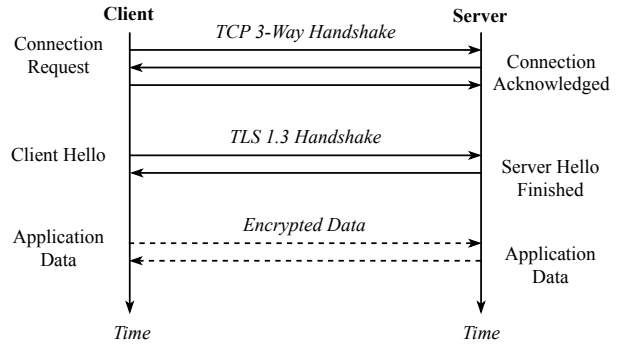 Client
Server
TCP 3-Way Handshake
Connection
Request
Connection
Acknowledged
TLS 1.3 Handshake
Client Hello
Server Hello
Finished
Encrypted Data
Application
Data
Application
Data
Time
Time